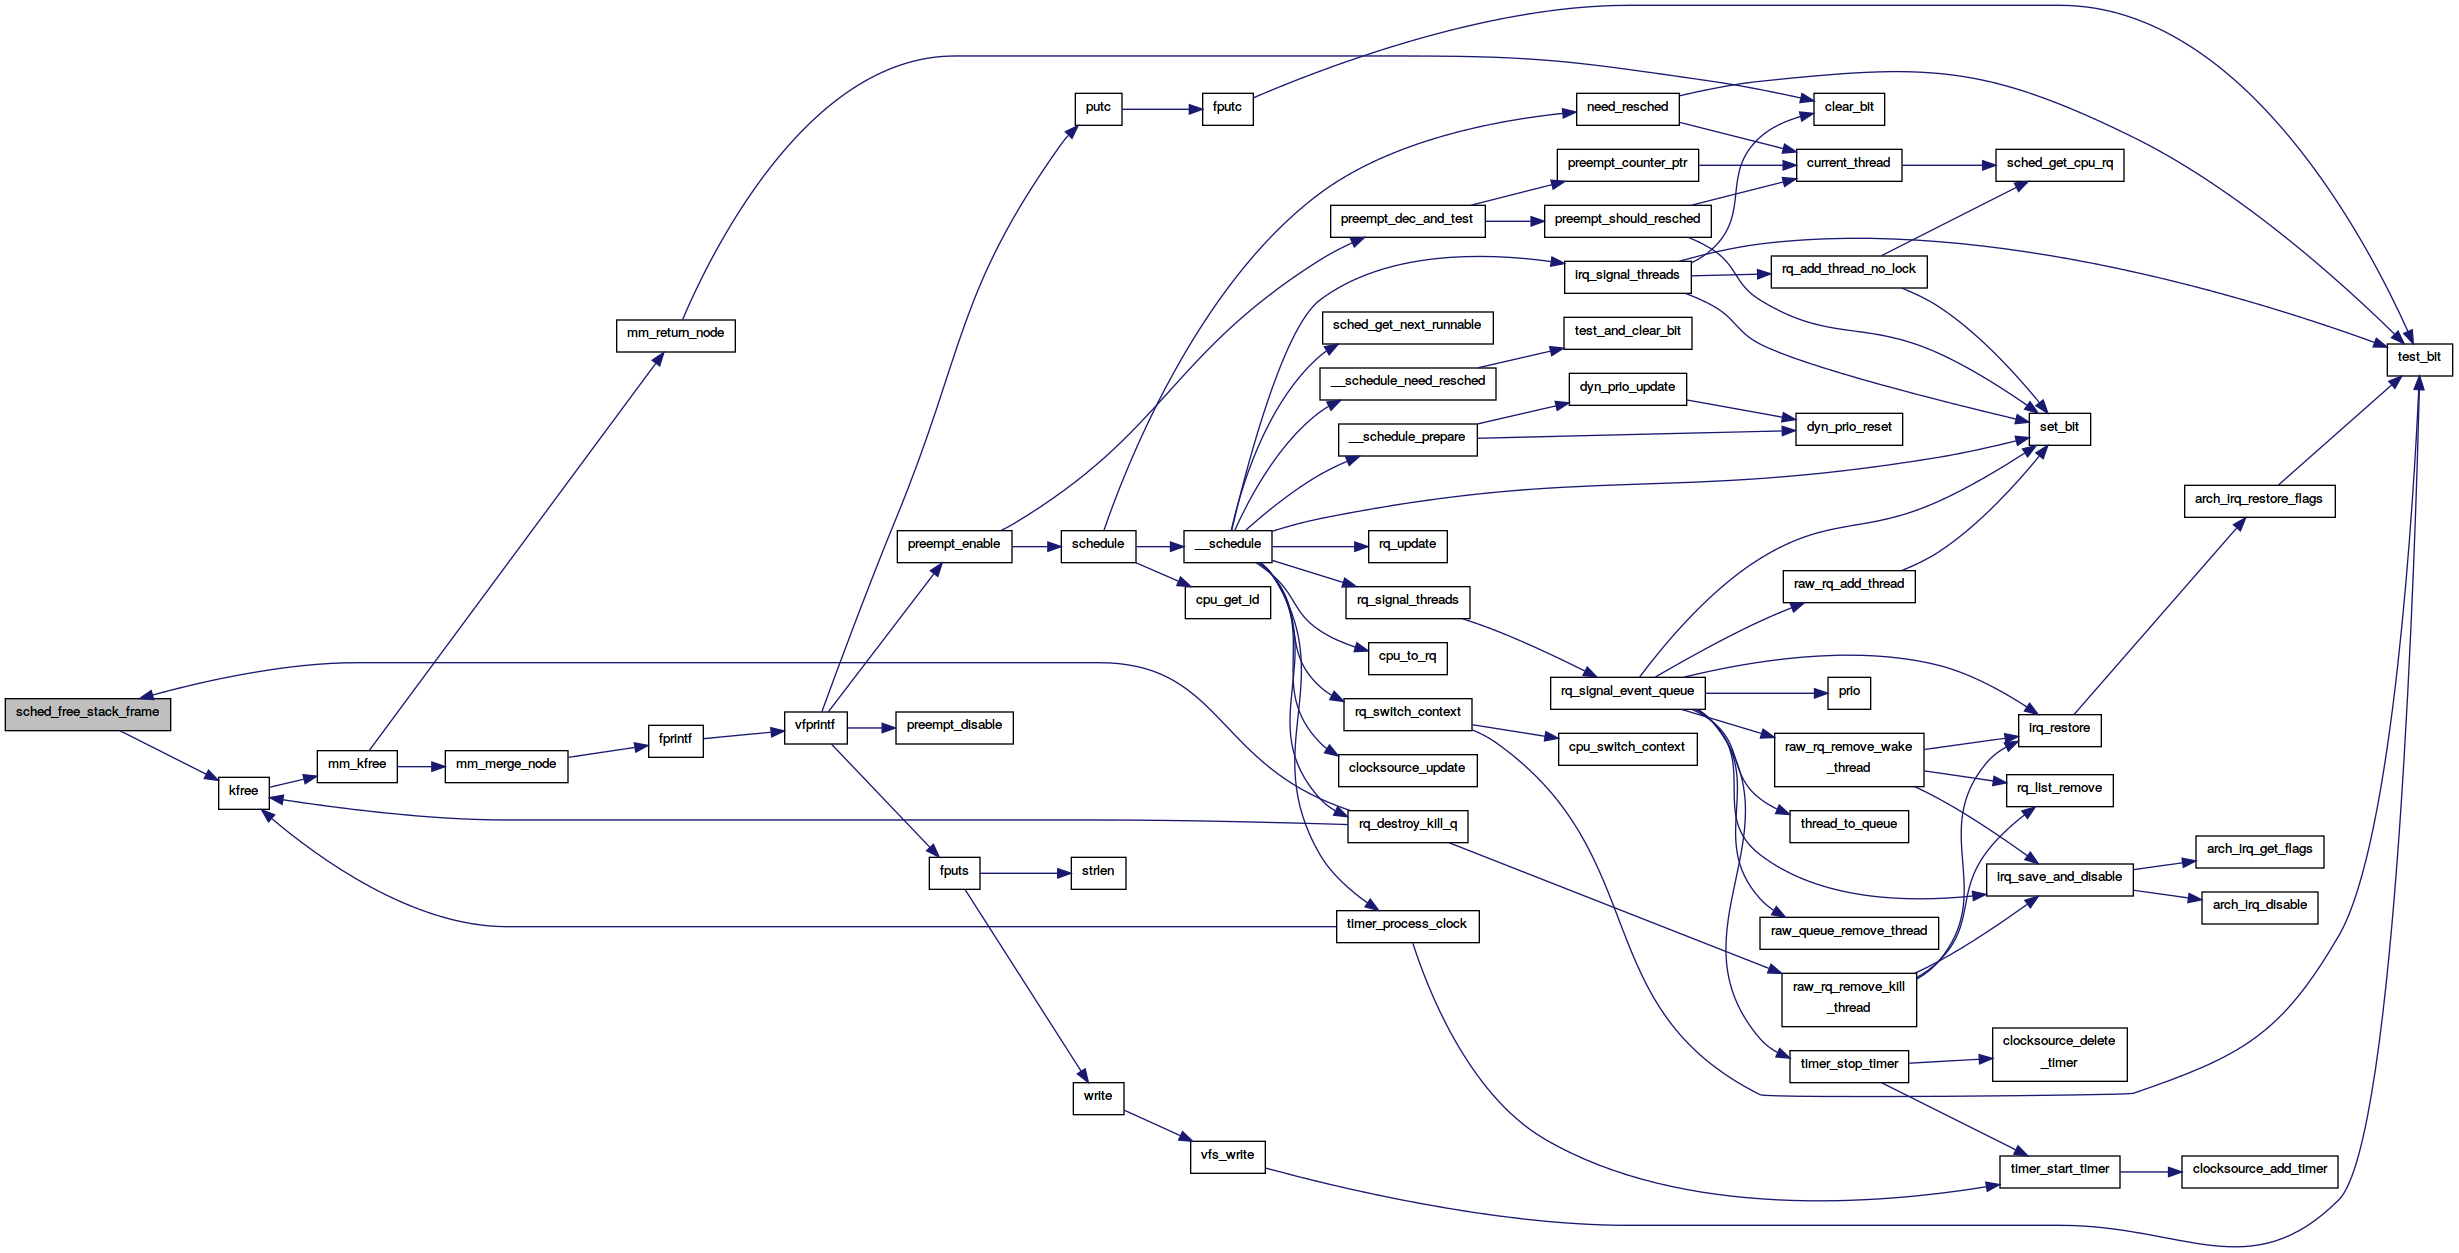 sched_free_stack_frame
kfree
mm_kfree
mm_return_node
mm_merge_node
fprintf
vfprintf
putc
fputc
preempt_enable
preempt_disable
fputs
strlen
write
vfs_write
schedule
cpu_get_id
__schedule
need_resched
preempt_dec_and_test
preempt_counter_ptr
preempt_should_resched
irq_signal_threads
sched_get_next_runnable
__schedule_need_resched
test_and_clear_bit
__schedule_prepare
dyn_prio_update
dyn_prio_reset
rq_update
rq_signal_threads
cpu_to_rq
rq_switch_context
cpu_switch_context
clocksource_update
rq_destroy_kill_q
timer_process_clock
rq_signal_event_queue
clear_bit
current_thread
sched_get_cpu_rq
rq_add_thread_no_lock
test_bit
set_bit
arch_irq_restore_flags
raw_rq_add_thread
prio
irq_restore
raw_rq_remove_wake
_thread
rq_list_remove
thread_to_queue
irq_save_and_disable
arch_irq_get_flags
arch_irq_disable
raw_queue_remove_thread
raw_rq_remove_kill
_thread
timer_stop_timer
clocksource_delete
_timer
timer_start_timer
clocksource_add_timer